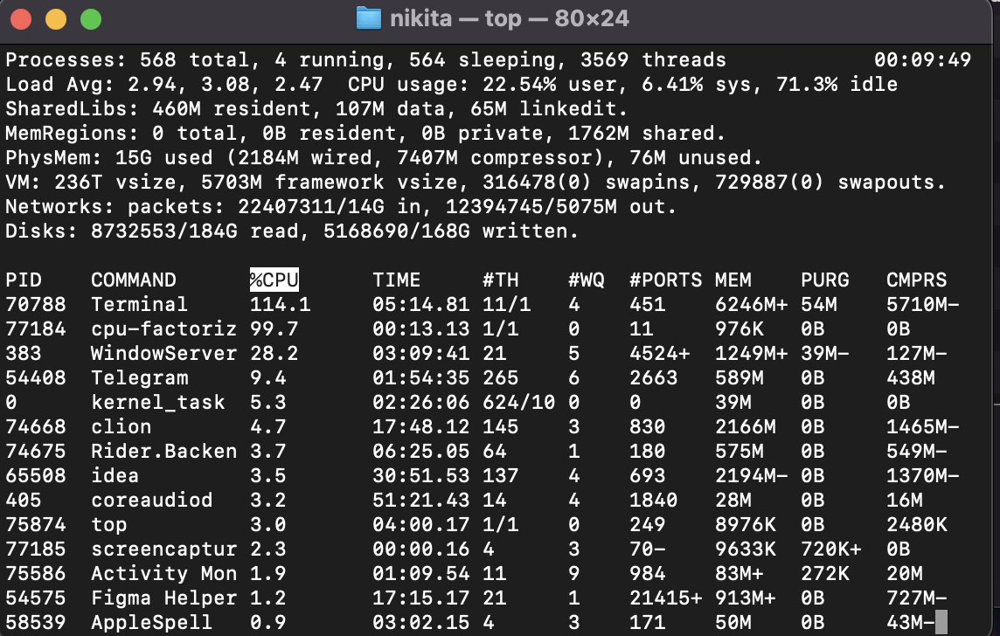 nikita — top — 80×24
Processes: 568 total, 4 running, 564 sleeping, 3569 threads 00:09:49
Load Avg: 2.94, 3.08, 2.47 CPU usage: 22.54% user, 6.41% sys, 71.3% idle
SharedLibs: 460M resident, 107M data, 65M linkedit.
MemRegions: 0 total, 0B resident, 0B private, 1762M shared.
PhysMem: 15G used (2184M wired, 7407M compressor), 76M unused.
VM: 236T vsize, 5703M framework vsize, 316478(0) swapins, 729887(0) swapouts.
Networks: packets: 22407311/14G in, 12394745/5075M out.
Disks: 8732553/184G read, 5168690/168G written.
PID COMMAND %CPU TIME #TH #WQ #PORTS MEM PURG CMPRS
70788 Terminal 114.1 05:14.81 11/1 4 451 6246M+ 54M 5710M-
77184 cpu-factoriz 99.7 00:13.13 1/1 0 11 976K 0B 0B
383 WindowServer 28.2 03:09:41 21 5 4524+ 1249M+ 39M- 127M-
54408 Telegram 9.4 01:54:35 265 6 2663 589M 0B 438M
0 kernel_task 5.3 02:26:06 624/10 0 0 39M 0B 0B
74668 clion 4.7 17:48.12 145 3 830 2166M 0B 1465M-
74675 Rider.Backen 3.7 06:25.05 64 1 180 575M 0B 549M-
65508 idea 3.5 30:51.53 137 4 693 2194M- 0B 1370M-
405 coreaudiod 3.2 51:21.43 14 4 1840 28M 0B 16M
75874 top 3.0 04:00.17 1/1 0 249 8976K 0B 2480K
77185 screencaptur 2.3 00:00.16 4 3 70- 9633K 720K+ 0B
75586 Activity Mon 1.9 01:09.54 11 9 984 83M+ 272K 20M
54575 Figma Helper 1.2 17:15.17 21 1 21415+ 913M+ 0B 727M-
58539 AppleSpell 0.9 03:02.15 4 3 171 50M 0B 43M-